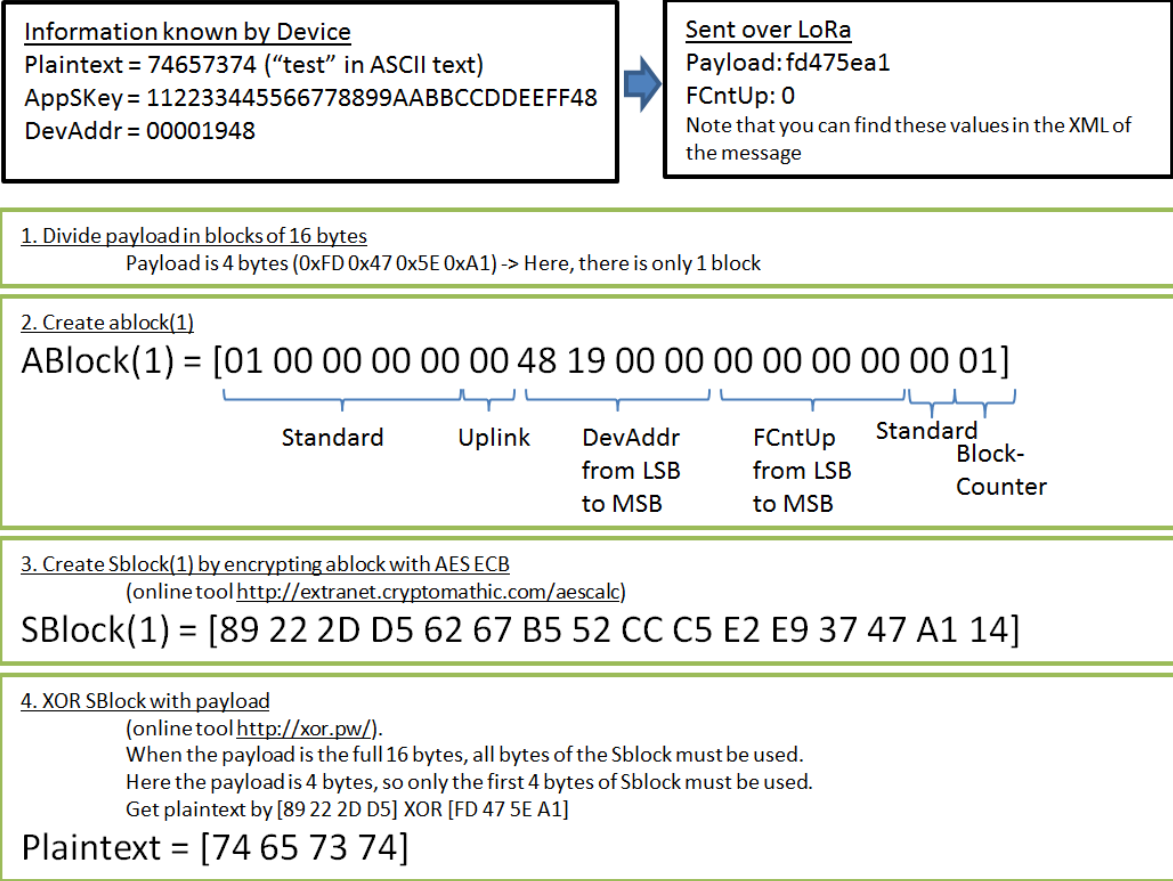 Information known by Device
Plaintext = 74657374 (“test” in ASCII text)
AppSKey = 112233445566778899AABBCCDDEEFF48
DevAddr = 00001948
Sent over LoRa
Payload: fd475ea1
FCntUp: 0
Note that you can find these values in the XML of
the message
1. Divide payload in blocks of 16 bytes
Payload is 4 bytes (0xFD 0x47 0x5E 0xA1) -> Here, there is only 1 block
2. Create ablock(1)
ABlock(1) = [01 00 00 00 00 00 48 19 00 00 00 00 00 00 00 01]
Standard
Uplink
DevAddr
from LSB
to MSB
FCntUp
from LSB
to MSB
Standard
Block-
Counter
3. Create Sblock(1) by encrypting ablock with AES ECB
(online tool http://extranet.cryptomathic.com/aescalc)
SBlock(1) = [89 22 2D D5 62 67 B5 52 CC C5 E2 E9 37 47 A1 14]
4. XOR SBlock with payload
(online tool http://xor.pw/).
When the payload is the full 16 bytes, all bytes of the Sblock must be used.
Here the payload is 4 bytes, so only the first 4 bytes of Sblock must be used.
Get plaintext by [89 22 2D D5] XOR [FD 47 5E A1]
Plaintext = [74 65 73 74]